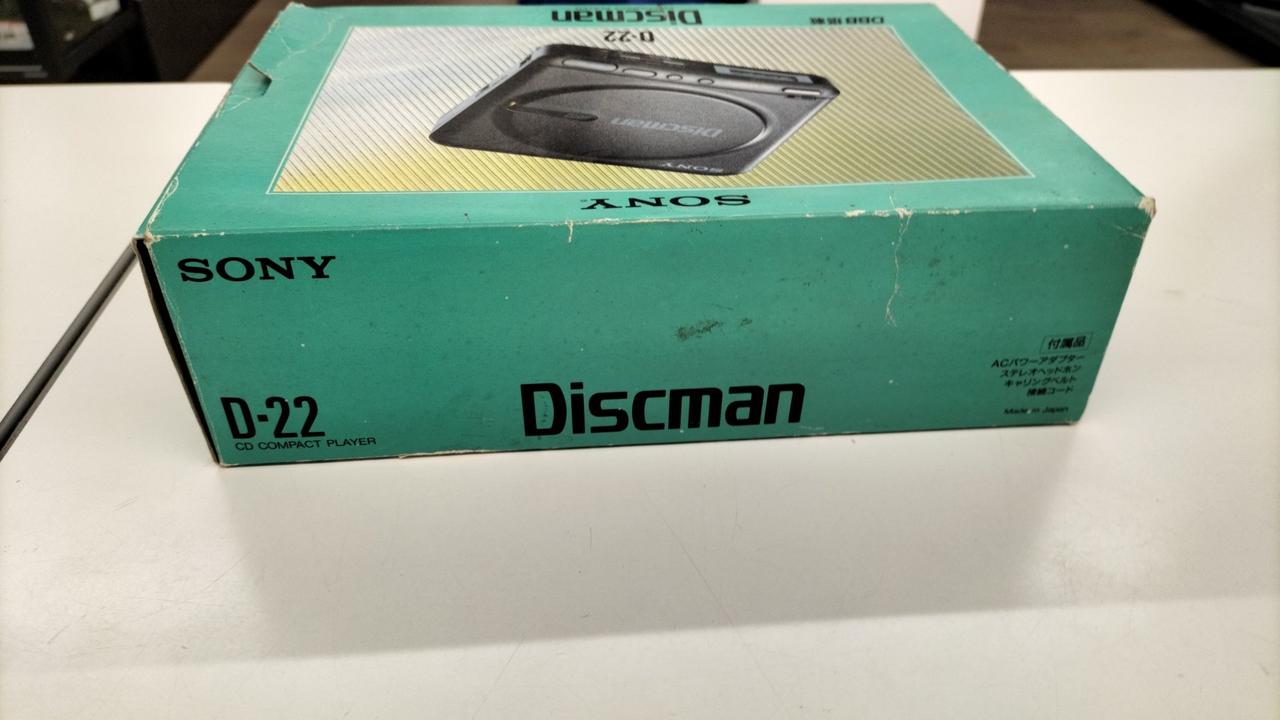 Discman
DBB搭載
D-22
Discman
SONY
SONY
SONY
D-22
CD COMPACT PLAYER
Discman
付属品
ACパワーアダプター
ステレオヘッドホン
キャリングベルト
接続コード
Made in Japan